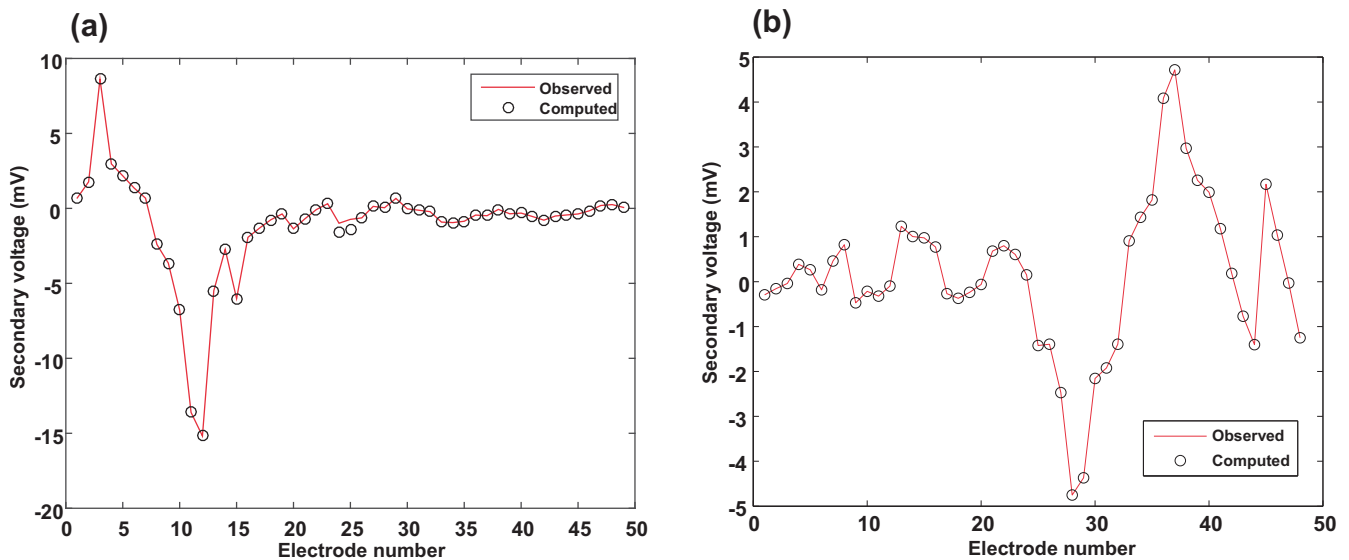 (a)
10
5
0
-5
-10
-15
-20
0 5 10 15 20 25 30 35 40 45 50
Secondary voltage (mV)
Electrode number
Observed
Computed
(b)
5
4
3
2
1
0
-1
-2
-3
-4
-5
0 10 20 30 40 50
Secondary voltage (mV)
Electrode number
Observed
Computed